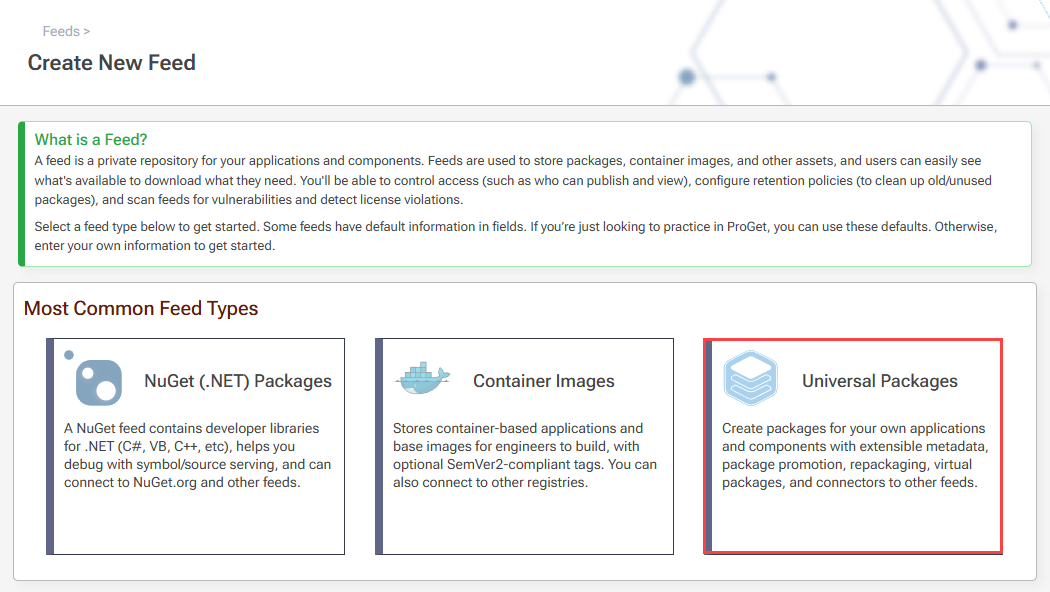 Feeds >
Create New Feed
What is a Feed?
A feed is a private repository for your applications and components. Feeds are used to store packages, container images, and other assets, and users can easily see
what's available to download what they need. You'll be able to control access (such as who can publish and view), configure retention policies (to clean up old/unused
packages), and scan feeds for vulnerabilities and detect license violations.
Select a feed type below to get started. Some feeds have default information in fields. If you're just looking to practice in ProGet, you can use these defaults. Otherwise,
enter your own information to get started.
Most Common Feed Types
NuGet (.NET) Packages
A NuGet feed contains developer libraries
for .NET (C#, VB, C++, etc), helps you
debug with symbol/source serving, and can
connect to NuGet.org and other feeds.
Container Images
Stores container-based applications and
base images for engineers to build, with
optional SemVer2-compliant tags. You can
also connect to other registries.
Universal Packages
Create packages for your own applications
and components with extensible metadata,
package promotion, repackaging, virtual
packages, and connectors to other feeds.